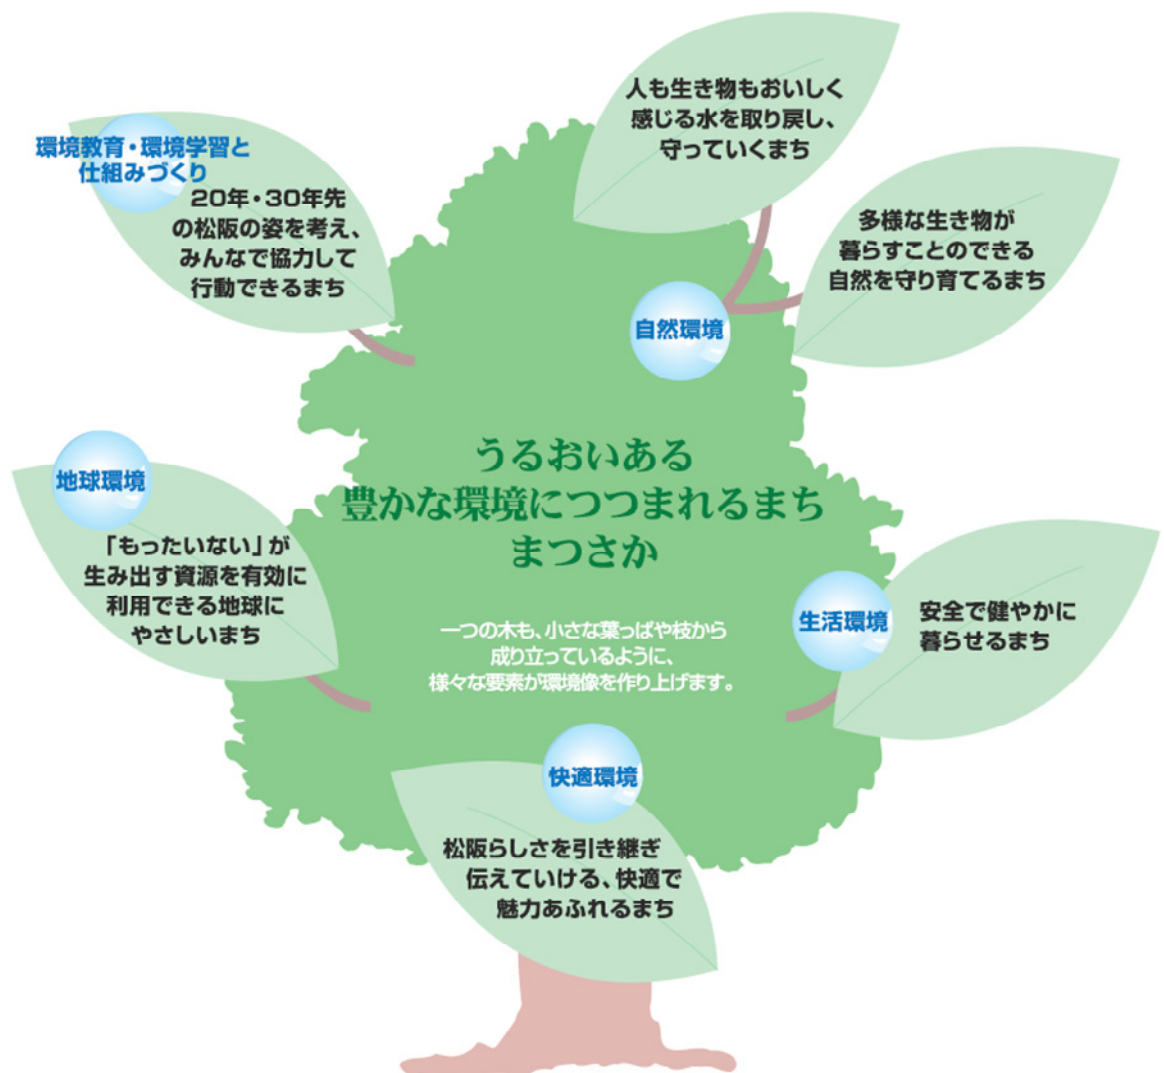 人も生き物もおいしく
感じる水を取り戻し、
守っていくまち
環境教育・環境学習と
仕組みづくり
20年・30年先
の松阪の姿を考え、
みんなで協力して
行動できるまち
多様な生き物が
暮らすことのできる
自然を守り育てるまち
自然環境
うるおいある
豊かな環境につつまれるまち
まつさか
地球環境
「もったいない」が
生み出す資源を有効に
利用できる地球に
やさしいまち
一つの木も、小さな葉っぱや枝から
成り立っているように、
様々な要素が環境像を作り上げます。
生活環境
安全で健やかに
暮らせるまち
快適環境
松阪らしさを引き継ぎ
伝えていける、快適で
魅力あふれるまち